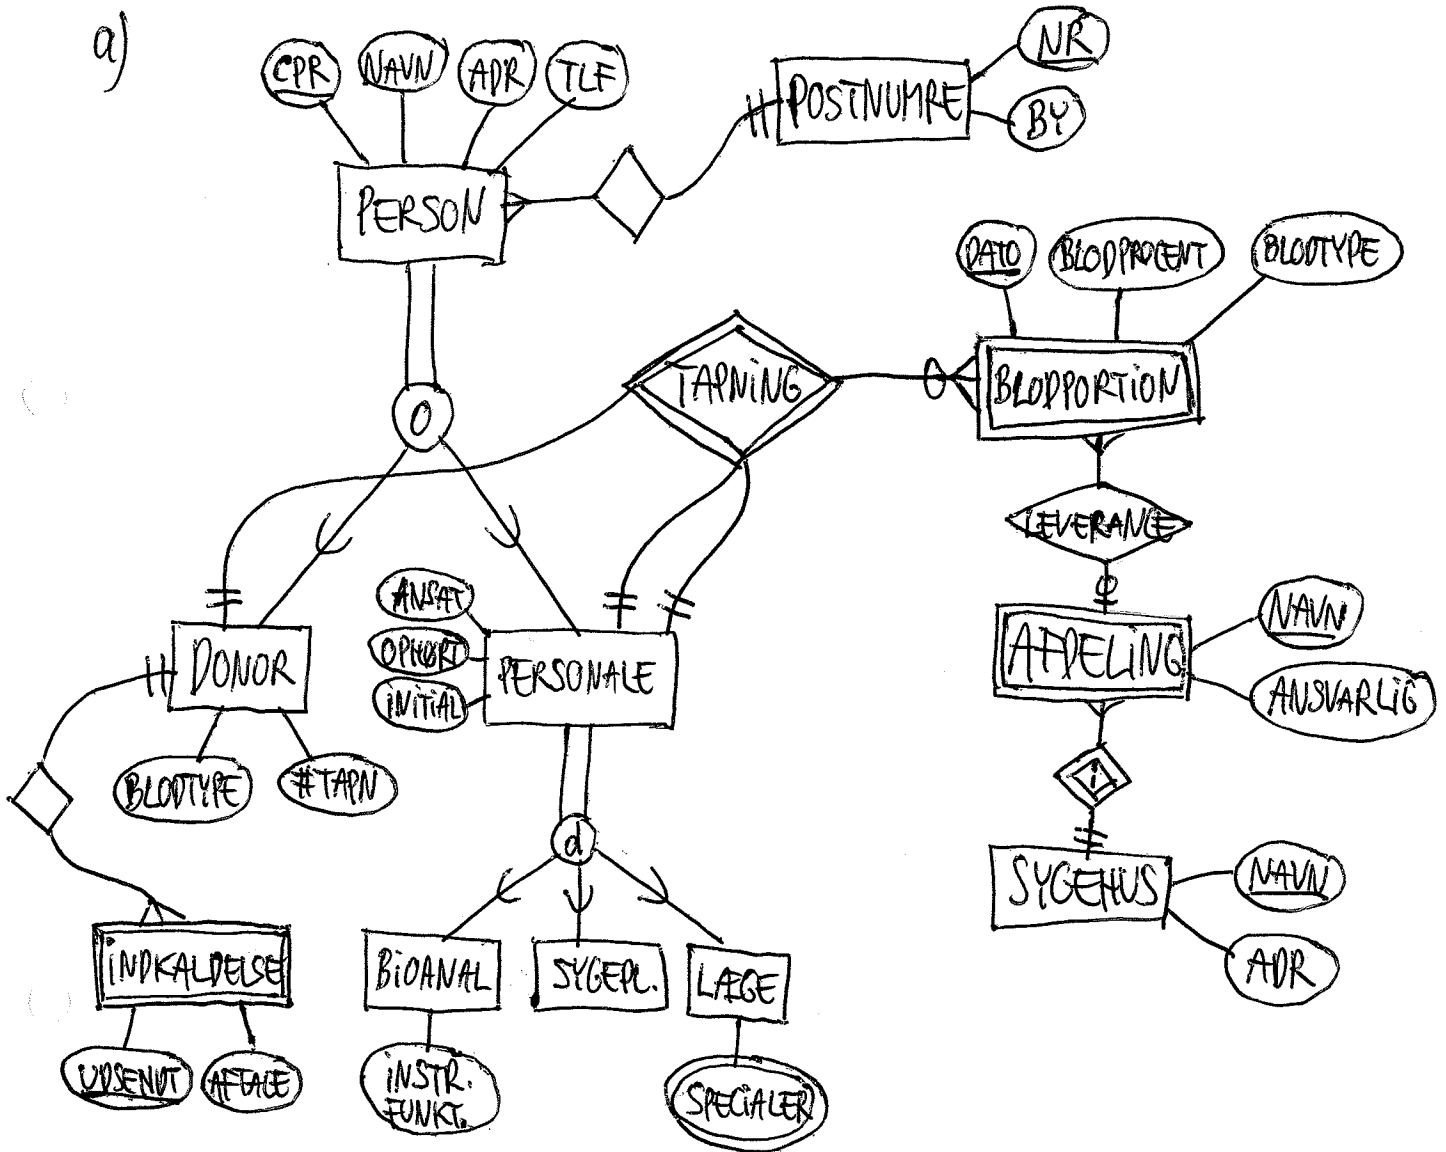 a)
CPR
NAVN
ADR
TLF
POSTNUMRE
NR
BY
PERSON
DATO
BLODPROCENT
BLODTYPE
TAPNING
BLODPORTION
O
LEVERANCE
ANSAT
OPHØRT
INITIAL
DONOR
PERSONALE
AFDELING
NAVN
ANSVARLIG
BLODTYPE
#TAPN
d
SYGEHUS
NAVN
ADR
INDKALDELSE
BIOANAL
SYGEPL.
LÆGE
UDSENDT
AFTALE
INSTR.
FUNKT.
SPECIALER